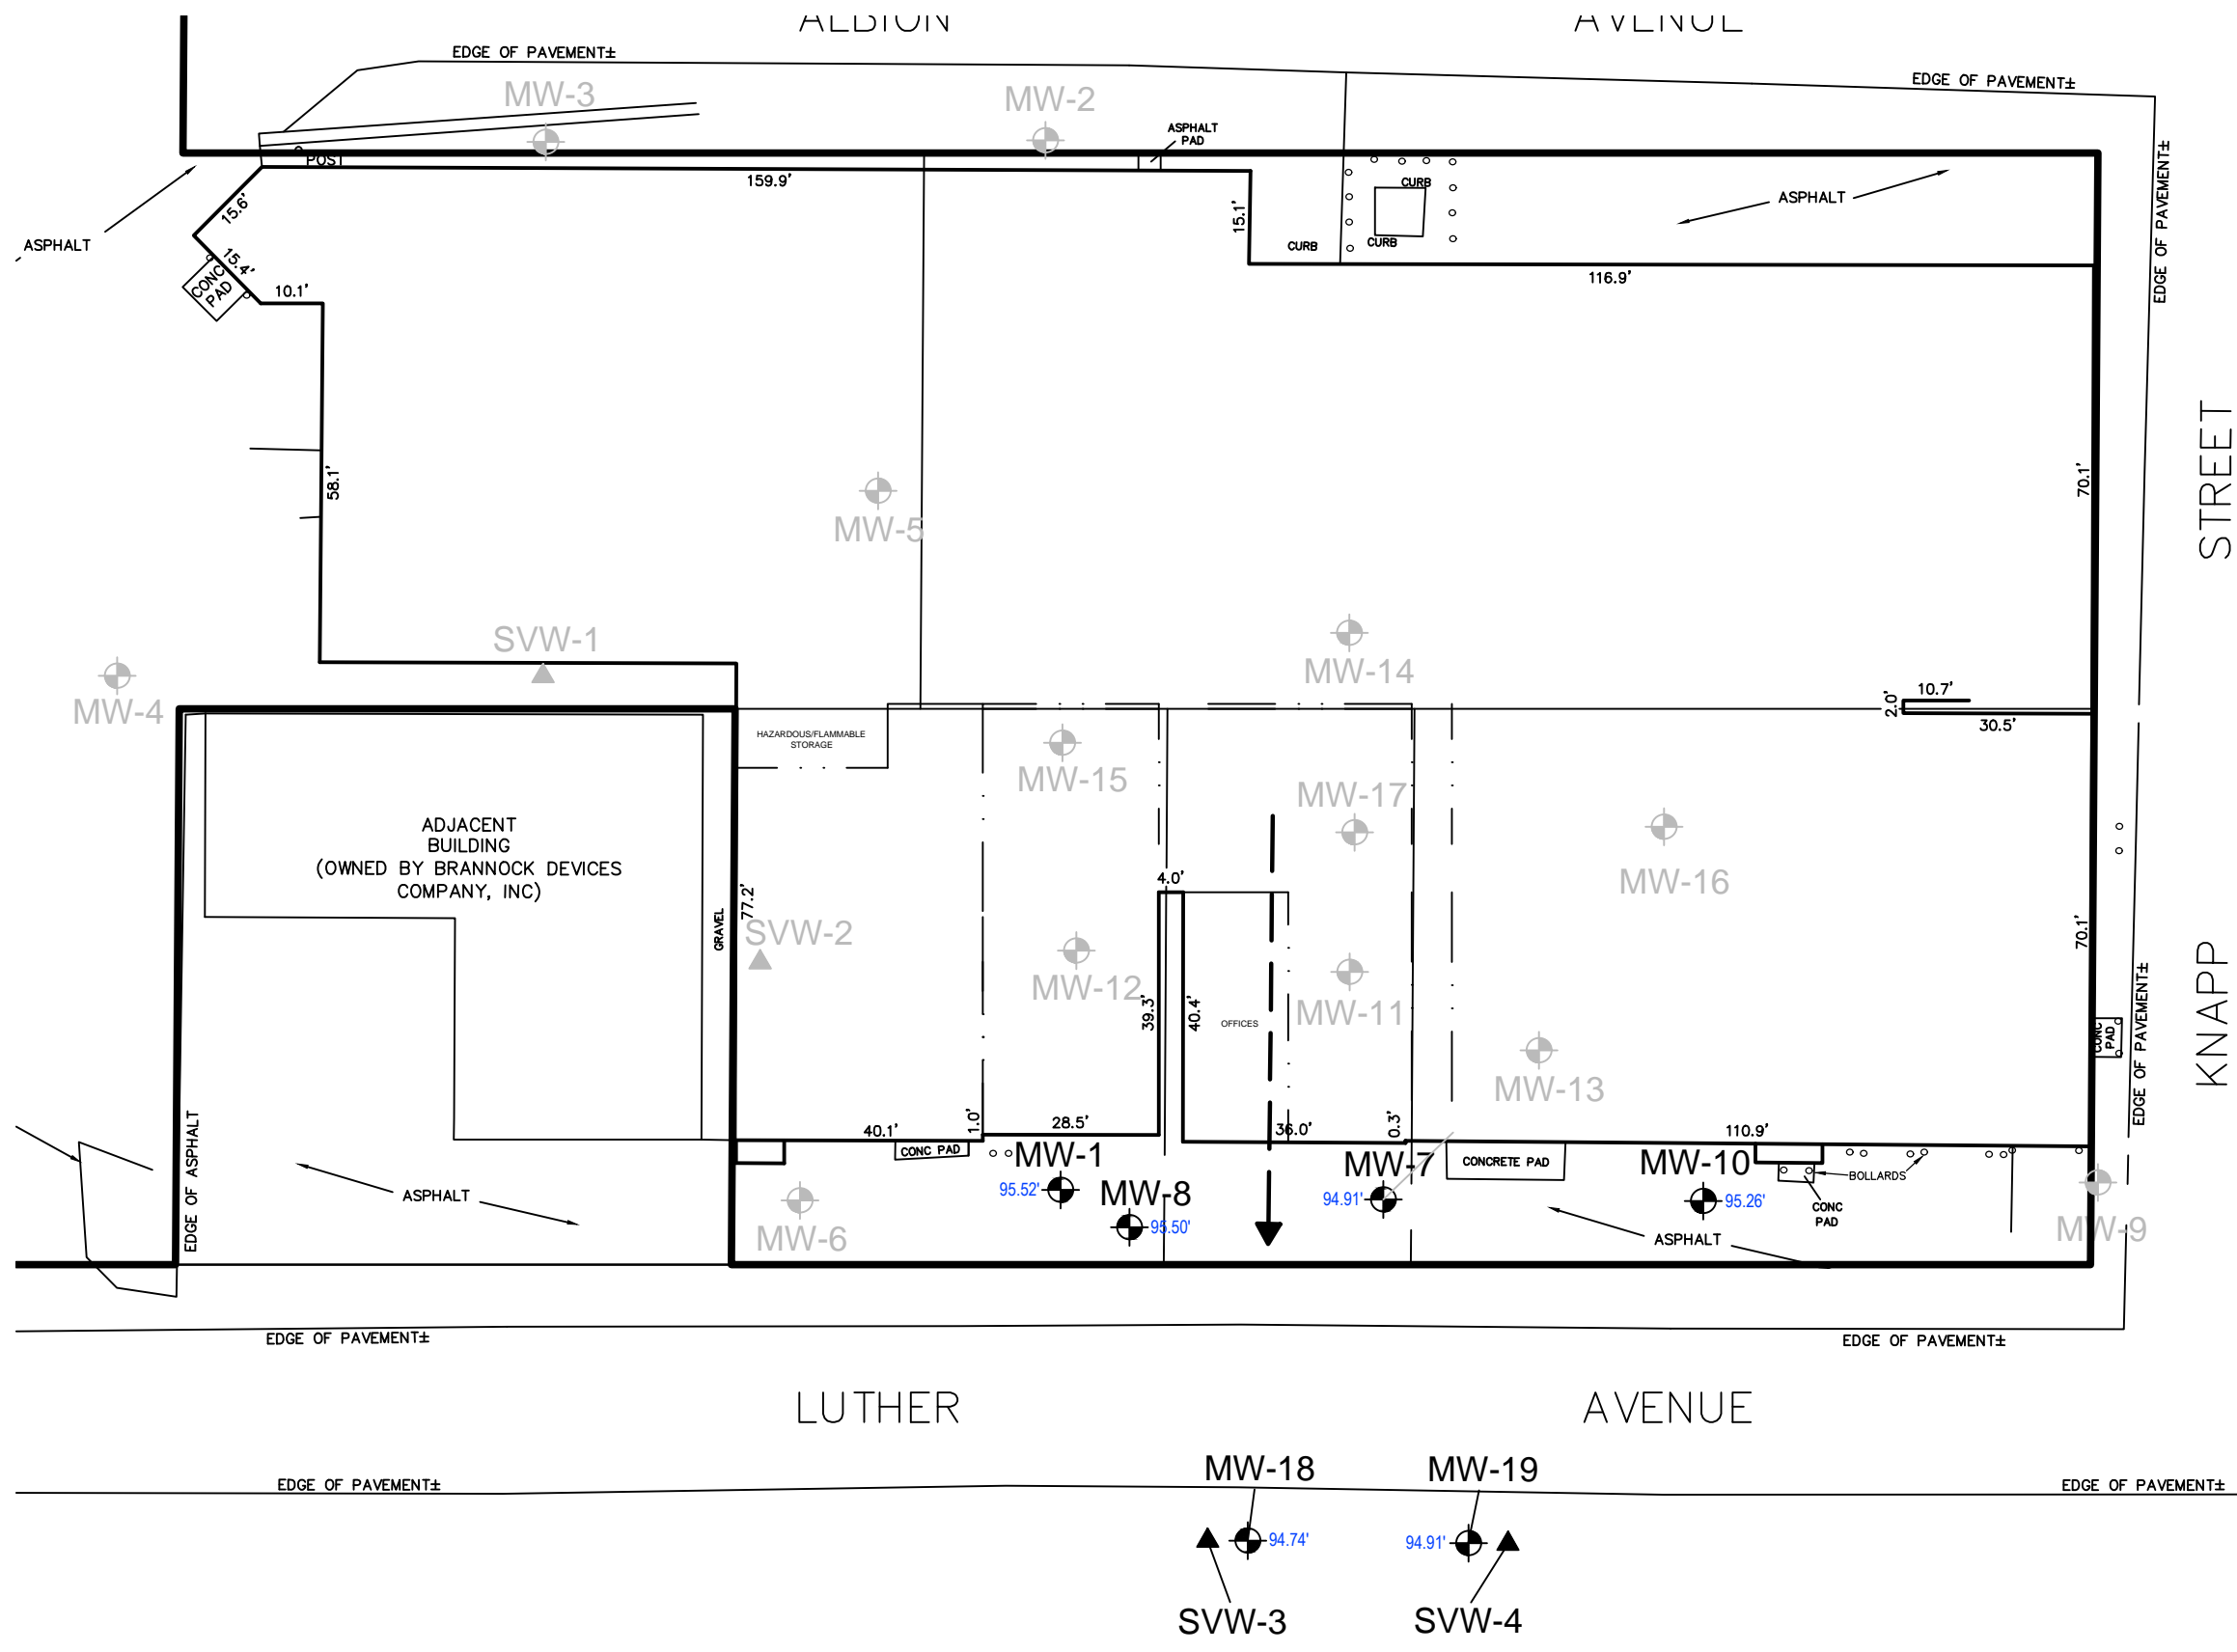 ALBION AVENUE
EDGE OF PAVEMENT±
EDGE OF PAVEMENT±
MW-3
MW-2
ASPHALT
PAD
POST
159.9'
CURB
ASPHALT
EDGE OF PAVEMENT±
15.6'
15.1'
CURB
CURB
ASPHALT
15.4'
CONC
PAD
10.1'
116.9'
STREET
58.1'
70.1'
MW-5
SVW-1
MW-14
MW-4
10.7'
2.0'
30.5'
HAZARDOUS/FLAMMABLE
STORAGE
MW-15
MW-17
ADJACENT
BUILDING
(OWNED BY BRANNOCK DEVICES
COMPANY, INC)
MW-16
4.0'
77.2'
GRAVEL
SVW-2
70.1'
MW-12
39.3'
40.4'
OFFICES
MW-11
KNAPP
CONC
PAD
EDGE OF PAVEMENT±
MW-13
EDGE OF ASPHALT
40.1'
1.0'
28.5'
36.0'
0.3'
110.9'
CONC PAD
MW-1
MW-7
CONCRETE PAD
MW-10
BOLLARDS
95.52'
MW-8
94.91'
95.26'
ASPHALT
CONC
PAD
MW-6
95.50'
ASPHALT
MW-9
EDGE OF PAVEMENT±
EDGE OF PAVEMENT±
LUTHER AVENUE
MW-18
MW-19
EDGE OF PAVEMENT±
EDGE OF PAVEMENT±
94.74'
94.91'
SVW-3
SVW-4